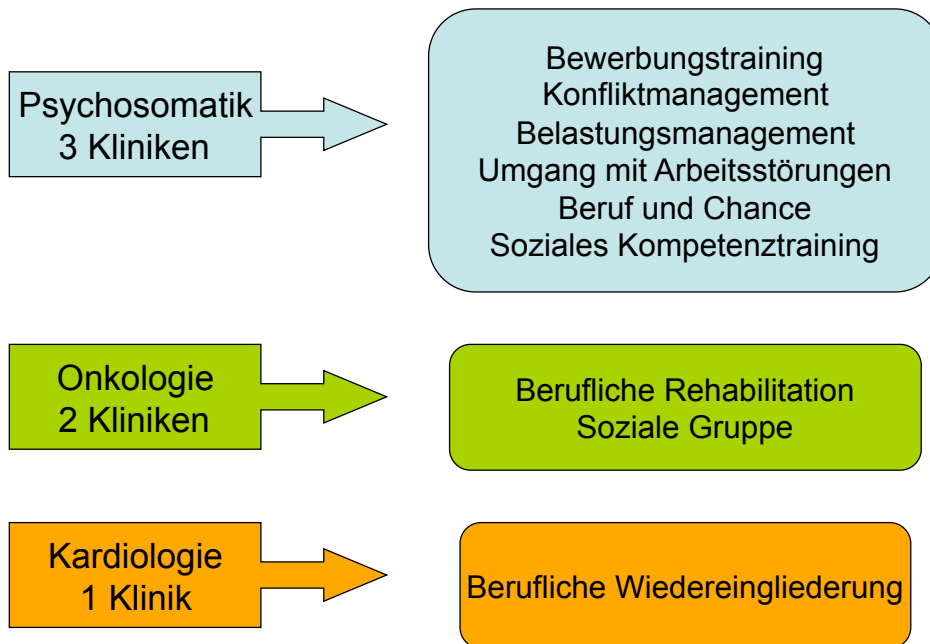 Psychosomatik
3 Kliniken
Bewerbungstraining
Konfliktmanagement
Belastungsmanagement
Umgang mit Arbeitsstörungen
Beruf und Chance
Soziales Kompetenztraining
Onkologie
2 Kliniken
Berufliche Rehabilitation
Soziale Gruppe
Kardiologie
1 Klinik
Berufliche Wiedereingliederung